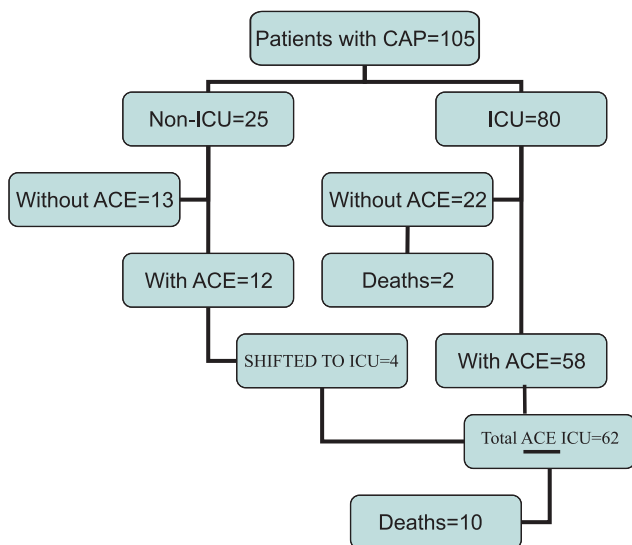 Patients with CAP=105
Non-ICU=25
ICU=80
Without ACE=13
Without ACE=22
With ACE=12
Deaths=2
SHIFTED TO ICU=4
With ACE=58
Total ACE ICU=62
Deaths=10